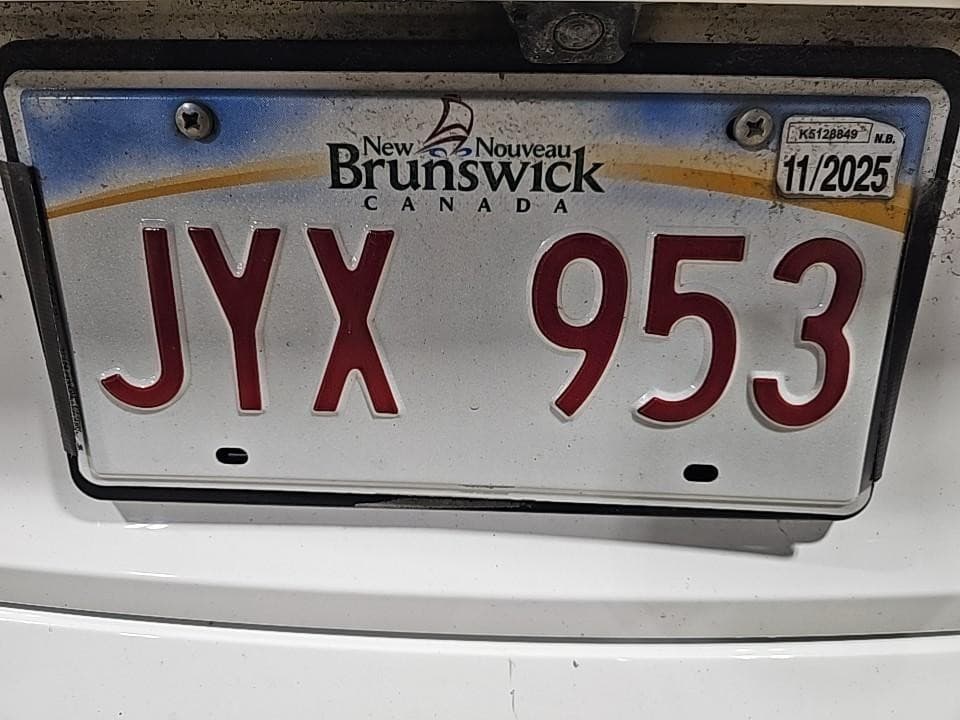 New Nouveau
Brunswick
CANADA
K5128849 N.B.
11/2025
JYX 953